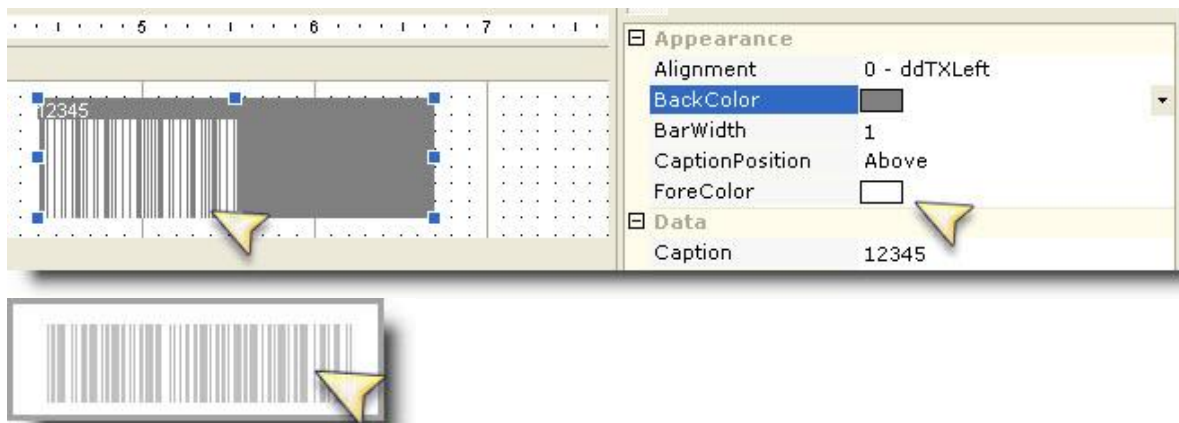 5 6 7
Appearance
Alignment 0 - ddTXLeft
BackColor
BarWidth 1
CaptionPosition Above
ForeColor
Data
Caption 12345
12345